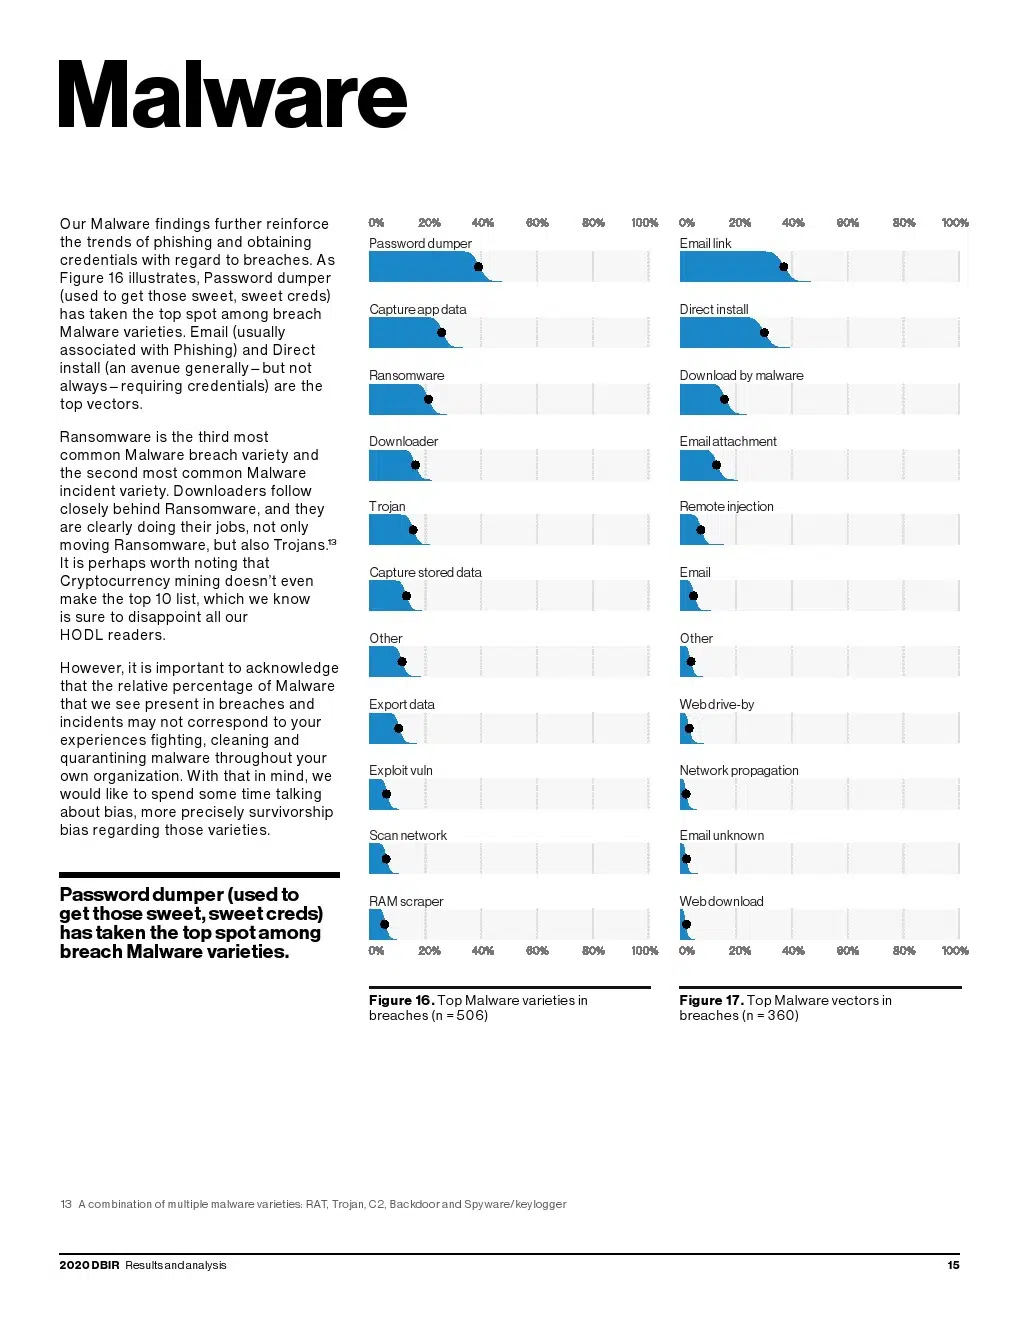 Malware
Our Malware findings further reinforce
the trends of phishing and obtaining
credentials with regard to breaches. As
Figure 16 illustrates, Password dumper
(used to get those sweet, sweet creds)
has taken the top spot among breach
Malware varieties. Email (usually
associated with Phishing) and Direct
install (an avenue generally—but not
always—requiring credentials) are the
top vectors.
Ransomware is the third most
common Malware breach variety and
the second most common Malware
incident variety. Downloaders follow
closely behind Ransomware, and they
are clearly doing their jobs, not only
moving Ransomware, but also Trojans.¹³
It is perhaps worth noting that
Cryptocurrency mining doesn't even
make the top 10 list, which we know
is sure to disappoint all our
HODL readers.
However, it is important to acknowledge
that the relative percentage of Malware
that we see present in breaches and
incidents may not correspond to your
experiences fighting, cleaning and
quarantining malware throughout your
own organization. With that in mind, we
would like to spend some time talking
about bias, more precisely survivorship
bias regarding those varieties.
Password dumper (used to
get those sweet, sweet creds)
has taken the top spot among
breach Malware varieties.
0% 20% 40% 60% 80% 100%
Password dumper
Capture app data
Ransomware
Downloader
Trojan
Capture stored data
Other
Export data
Exploit vuln
Scan network
RAM scraper
0% 20% 40% 60% 80% 100%
Figure 16. Top Malware varieties in
breaches (n = 506)
0% 20% 40% 60% 80% 100%
Email link
Direct install
Download by malware
Email attachment
Remote injection
Email
Other
Web drive-by
Network propagation
Email unknown
Web download
0% 20% 40% 60% 80% 100%
Figure 17. Top Malware vectors in
breaches (n = 360)
13 A combination of multiple malware varieties: RAT, Trojan, C2, Backdoor and Spyware/keylogger
2020 DBIR Results and analysis 15